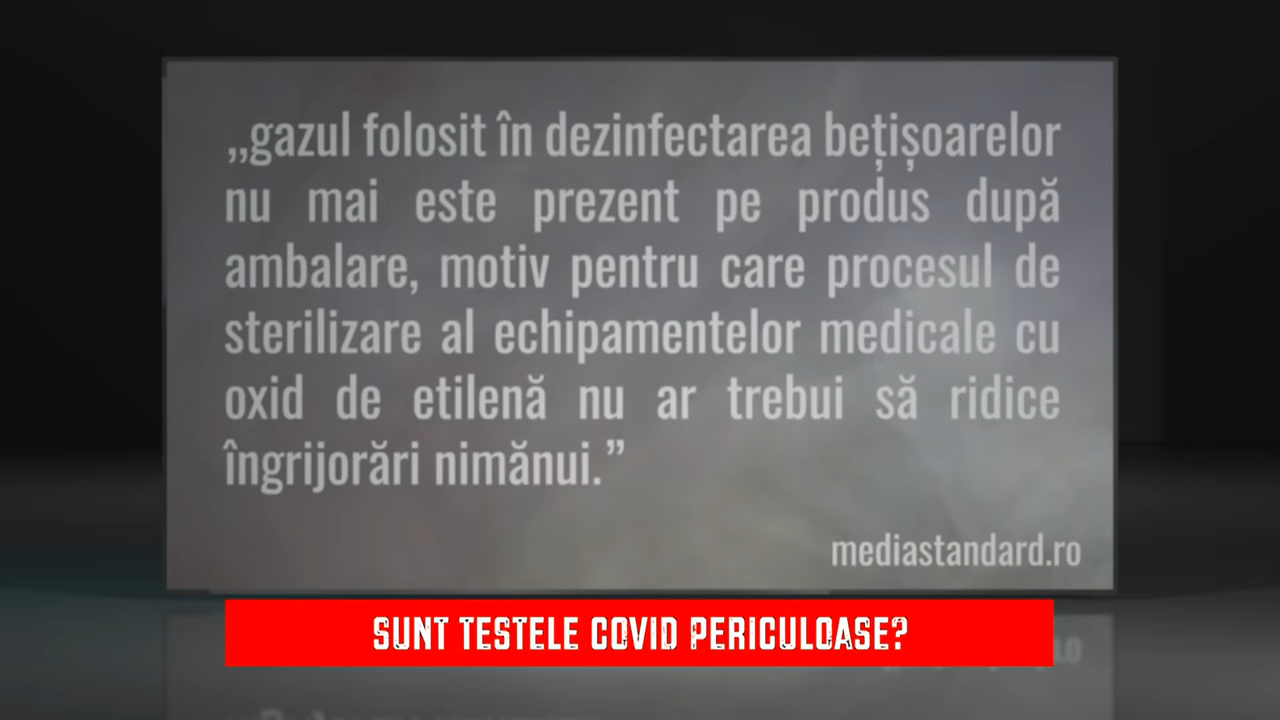 „gazul folosit în dezinfectarea bețișoarelor
nu mai este prezent pe produs după
ambalare, motiv pentru care procesul de
sterilizare al echipamentelor medicale cu
oxid de etilenă nu ar trebui să ridice
îngrijorări nimănui.”
mediastandard.ro
SUNT TESTELE COVID PERICULOASE?